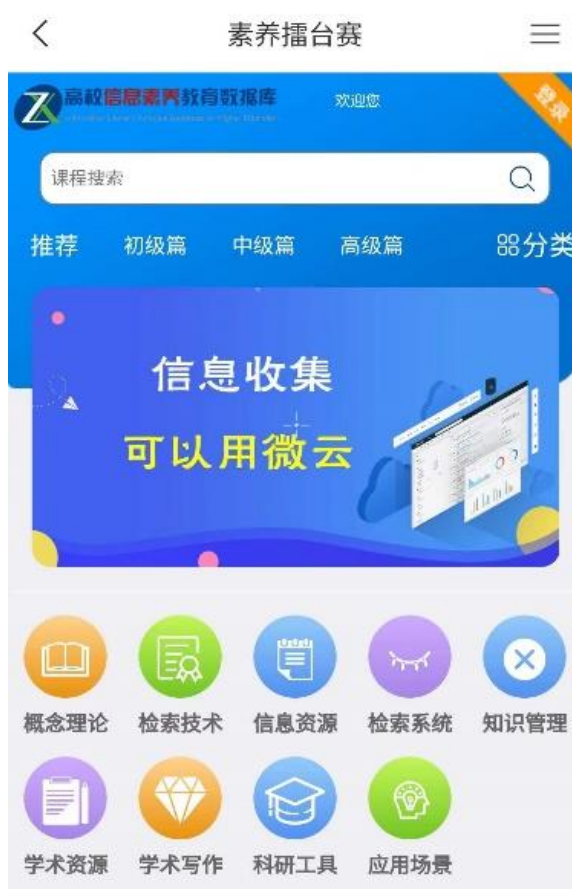 素养擂台赛
高校信息素养教育数据库
欢迎您
登录
课程搜索
推荐 初级篇 中级篇 高级篇 分类
信息收集
可以用微云
概念理论 检索技术 信息资源 检索系统 知识管理
学术资源 学术写作 科研工具 应用场景